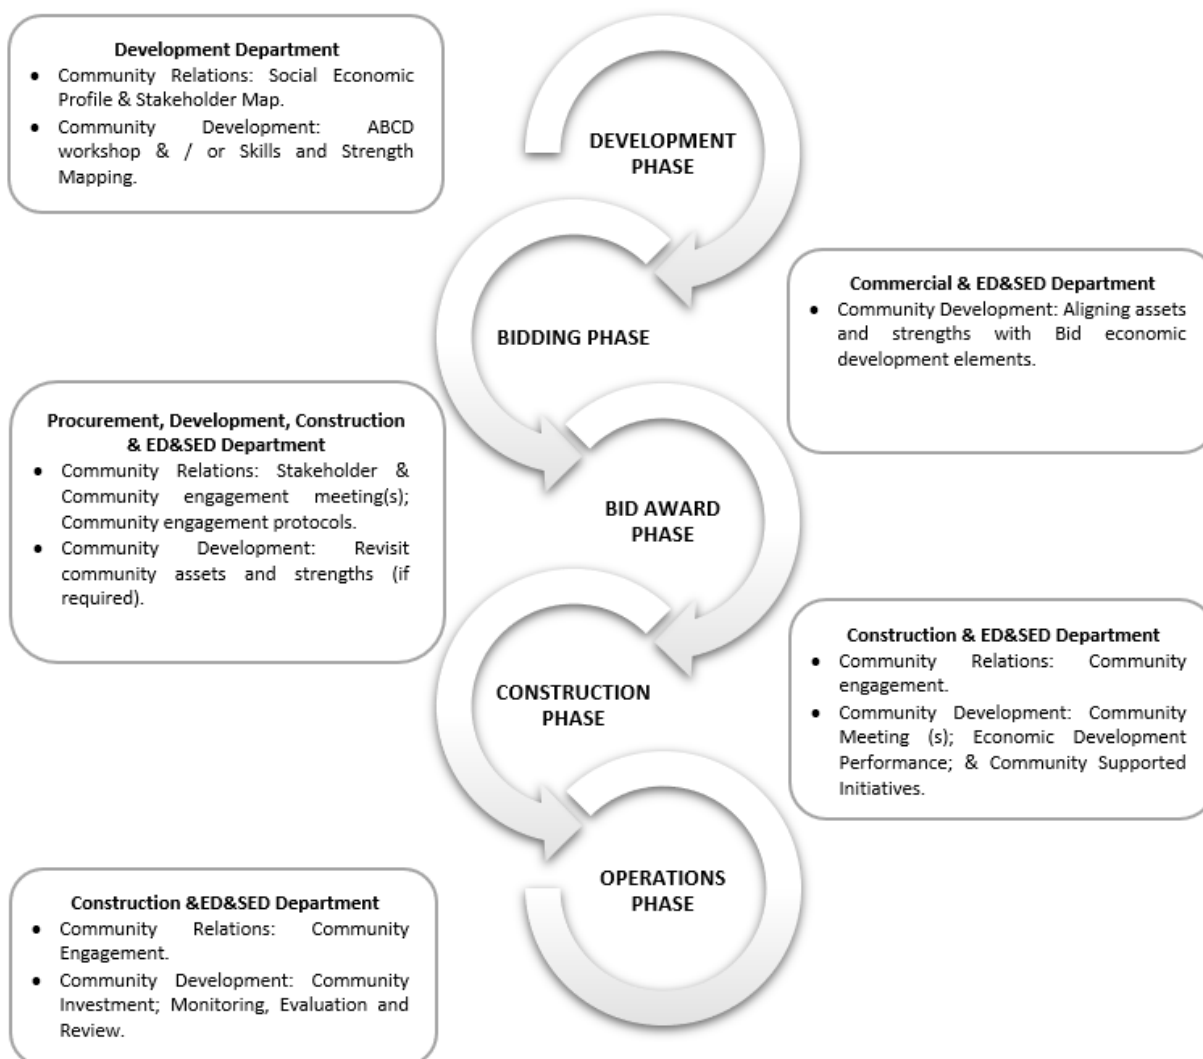 Development Department
• Community Relations: Social Economic
Profile & Stakeholder Map.
• Community Development: ABCD
workshop & / or Skills and Strength
Mapping.
DEVELOPMENT
PHASE
Commercial & ED&SED Department
• Community Development: Aligning assets
and strengths with Bid economic
development elements.
BIDDING PHASE
Procurement, Development, Construction
& ED&SED Department
• Community Relations: Stakeholder &
Community engagement meeting(s);
Community engagement protocols.
• Community Development: Revisit
community assets and strengths (if
required).
BID AWARD
PHASE
Construction & ED&SED Department
• Community Relations: Community
engagement.
• Community Development: Community
Meeting (s); Economic Development
Performance; & Community Supported
Initiatives.
CONSTRUCTION
PHASE
OPERATIONS
PHASE
Construction &ED&SED Department
• Community Relations: Community
Engagement.
• Community Development: Community
Investment; Monitoring, Evaluation and
Review.